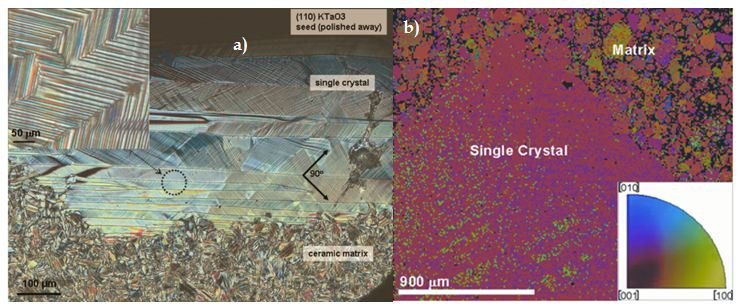 (110) KTaO3
seed (polished away)
a)
single crystal
50 µm
90º
ceramic matrix
100 µm
b)
Matrix
Single Crystal
900 µm
[010]
[001]
[100]